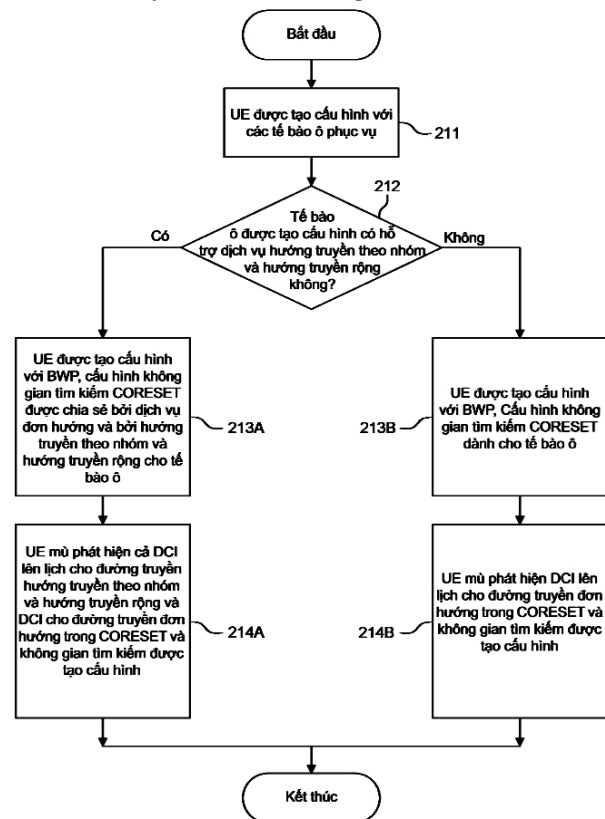 Bắt đầu
UE được tạo cấu hình với
các tế bào ô phục vụ
211
212
Tế bào
ô được tạo cấu hình có hỗ
trợ dịch vụ hướng truyền theo nhóm
và hướng truyền rộng
không?
Có
Không
UE được tạo cấu hình
với BWP, cấu hình không
gian tìm kiếm CORESET
được chia sẻ bởi dịch vụ
đơn hướng và bởi hướng
truyền theo nhóm và
hướng truyền rộng cho tế
bào ô
213A
UE được tạo cấu hình
với BWP, Cấu hình không
gian tìm kiếm CORESET
dành cho tế bào ô
213B
UE mù phát hiện cả DCI
lên lịch cho đường truyền
hướng truyền theo nhóm
và hướng truyền rộng và
DCI cho đường truyền đơn
hướng trong CORESET và
không gian tìm kiếm được
tạo cấu hình
214A
UE mù phát hiện DCI lên
lịch cho đường truyền đơn
hướng trong CORESET và
không gian tìm kiếm được
tạo cấu hình
214B
Kết thúc